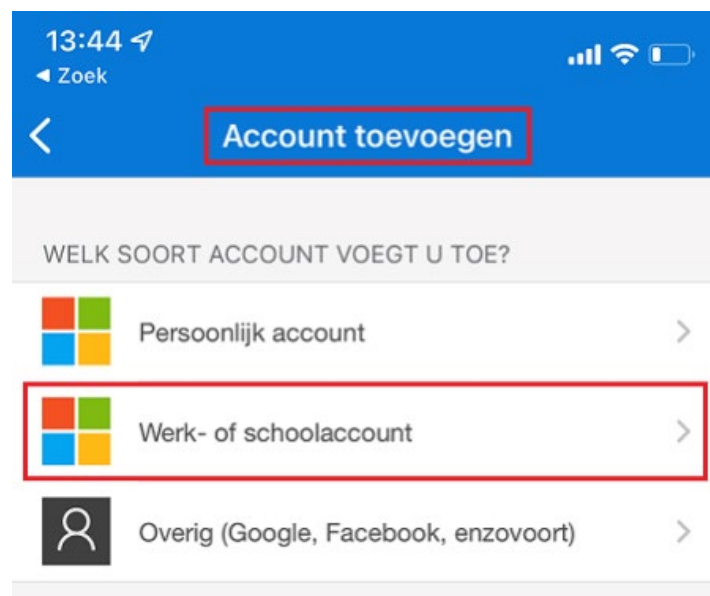 13:44
◀ Zoek
Account toevoegen
WELK SOORT ACCOUNT VOEGT U TOE?
Persoonlijk account
Werk- of schoolaccount
Overig (Google, Facebook, enzovoort)